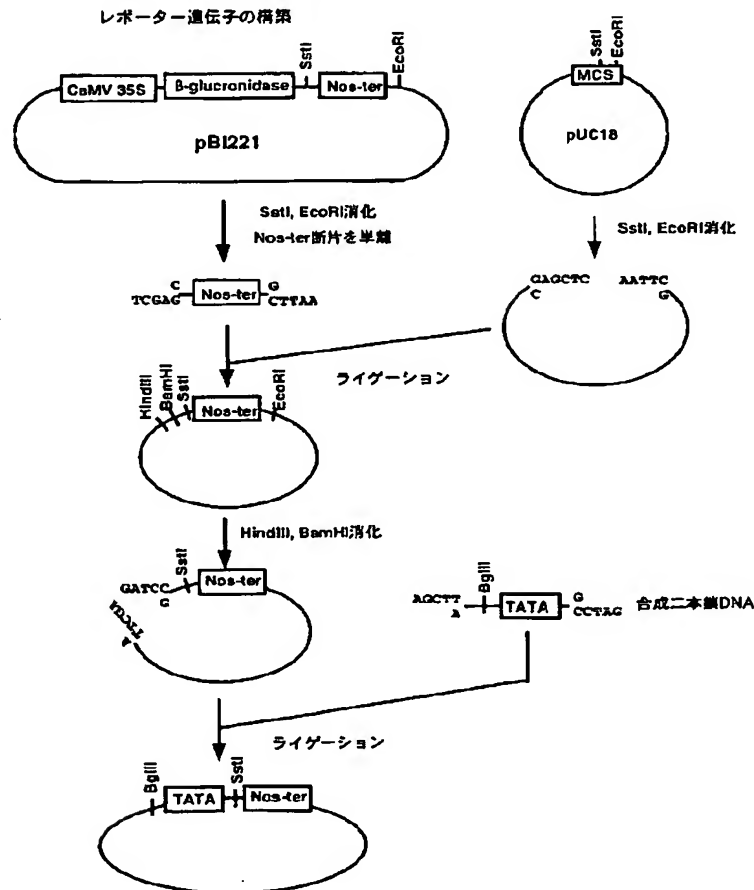 レポーター遺伝子の構築
SstI
EcoRI
CaMV 35S
β-glucronidase
Nos-ter
pBI221
SstI
EcoRI
MCS
pUC18
SstI, EcoRI消化
Nos-ter断片を単離
SstI, EcoRI消化
C
TCGAG
Nos-ter
G
CTTAA
GAGCTC
C
AATTC
G
ライゲーション
HindIII
BamHI
SstI
Nos-ter
EcoRI
HindIII, BamHI消化
GATCC
G
SstI
Nos-ter
TTCGA
A
AGCTT
A
BglII
TATA
G
CCTAG
合成二本鎖DNA
ライゲーション
BglII
TATA
SstI
Nos-ter